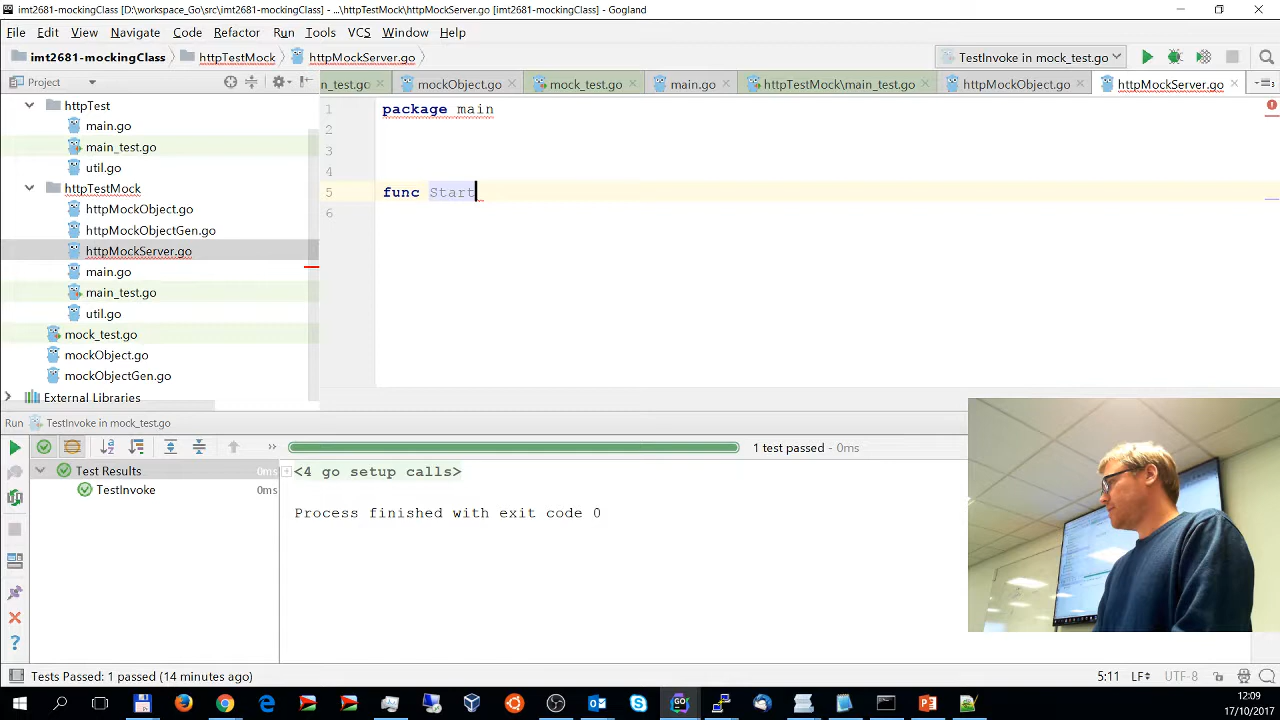 imt2681-mockingClass [D:\workspace_Go\src\imt2681-mockingClass] - ...\httpTestMock\httpMockServer.go [imt2681-mockingClass] - Gogland
File Edit View Navigate Code Refactor Run Tools VCS Window Help
imt2681-mockingClass httpTestMock httpMockServer.go TestInvoke in mock_test.go
Project n_test.go mockObject.go mock_test.go main.go httpTestMock\main_test.go httpMockObject.go httpMockServer.go
httpTest
main.go
main_test.go
util.go
httpTestMock
httpMockObject.go
httpMockObjectGen.go
httpMockServer.go
main.go
main_test.go
util.go
mock_test.go
mockObject.go
mockObjectGen.go
External Libraries
1 package main
2
3
4
5 func Start
6
Run TestInvoke in mock_test.go
1 test passed - 0ms
Test Results 0ms
TestInvoke 0ms
<4 go setup calls>
Process finished with exit code 0
Tests Passed: 1 passed (14 minutes ago) 5:11 LF UTF-8
12:09
17/10/2017